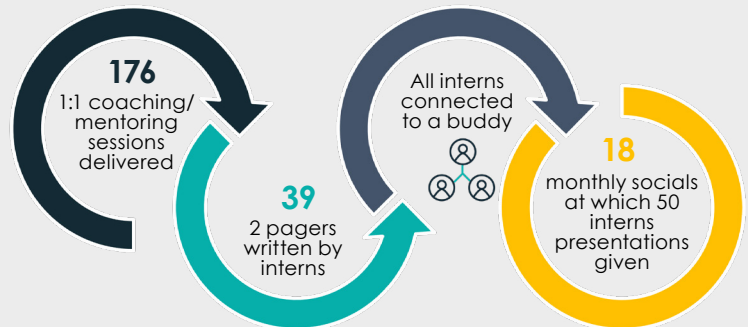 176
1:1 coaching/
mentoring
sessions
delivered
39
2 pagers
written by
interns
All interns
connected
to a buddy
18
monthly socials
at which 50
interns
presentations
given